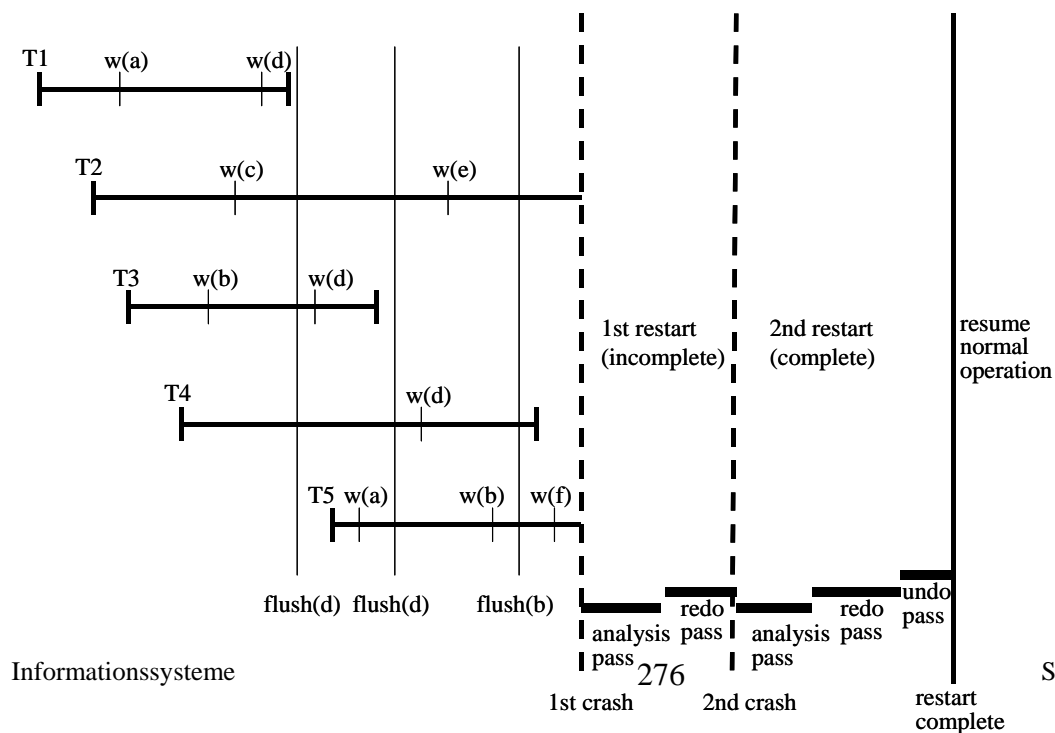 T1 w(a) w(d)
T2 w(c) w(e)
T3 w(b) w(d)
T4 w(d)
T5 w(a) w(b) w(f)
1st restart
(incomplete)
2nd restart
(complete)
resume
normal
operation
flush(d) flush(d) flush(b)
analysis
pass
redo
pass
analysis
pass
redo
pass
undo
pass
Informationssysteme 276 S
1st crash 2nd crash
restart
complete